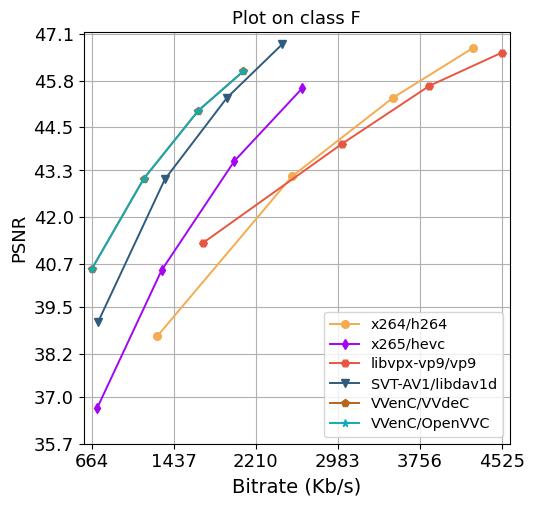 Plot on class F
47.1
45.8
44.5
43.3
42.0
40.7
39.5
38.2
37.0
35.7
PSNR
x264/h264
x265/hevc
libvpx-vp9/vp9
SVT-AV1/libdav1d
VVenC/VVdeC
VVenC/OpenVVC
664 1437 2210 2983 3756 4525
Bitrate (Kb/s)